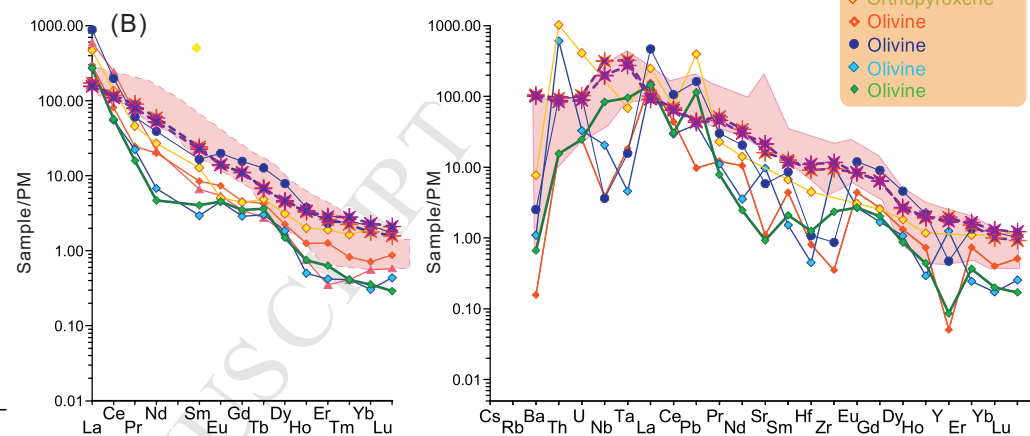 (B)
Orthopyroxene
Olivine
Olivine
Olivine
Olivine
Sample/PM
1000.00
100.00
10.00
1.00
0.10
0.01
Ce Nd Sm Gd Dy Er Yb
La Pr Eu Tb Ho Tm Lu
Sample/PM
1000.00
100.00
10.00
1.00
0.10
0.01
Cs Ba U Ta Ce Pr Sr Hf Eu Dy Y Yb
Rb Th Nb La Pb Nd Sm Zr Gd Ho Er Lu
USCRIPT